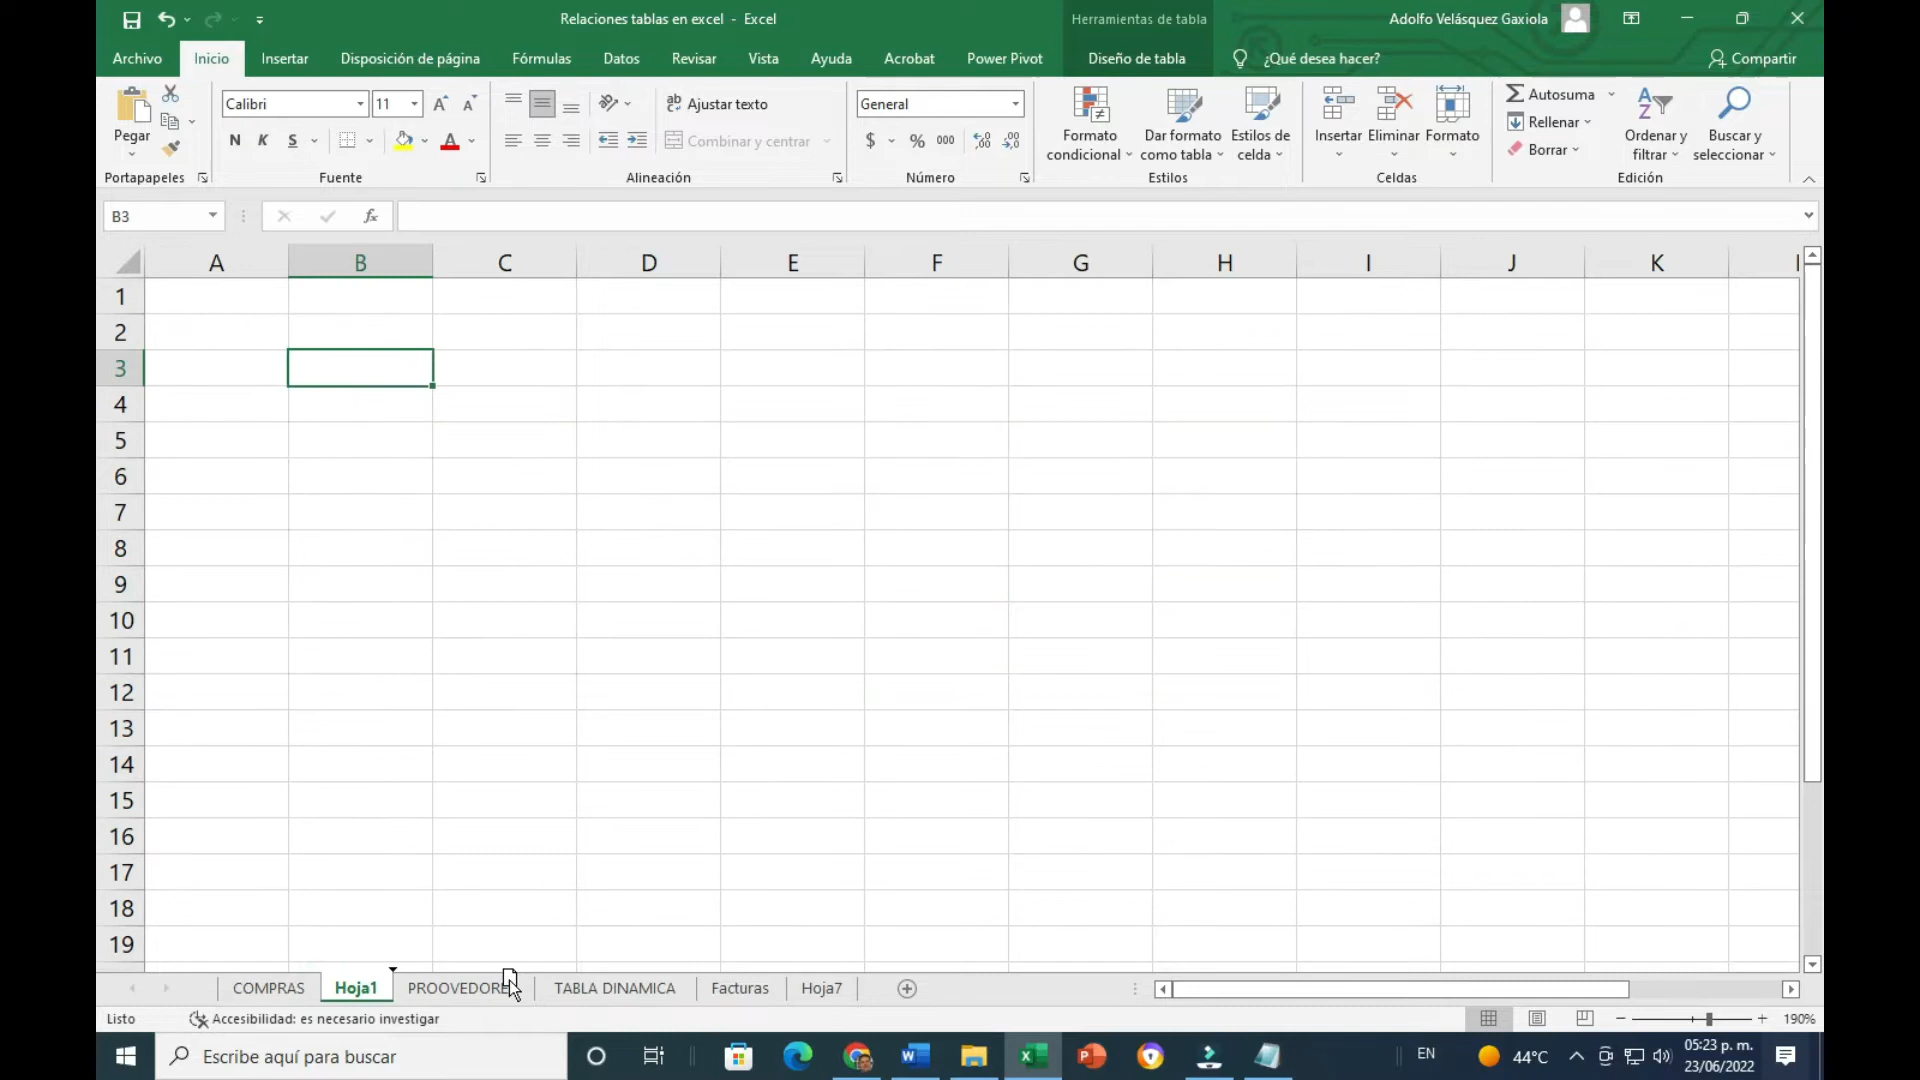 Relaciones tablas en excel - Excel
Herramientas de tabla
Adolfo Velásquez Gaxiola
Archivo Inicio Insertar Disposición de página Fórmulas Datos Revisar Vista Ayuda Acrobat Power Pivot Diseño de tabla ¿Qué desea hacer? Compartir
Pegar
Portapapeles
Calibri 11
N K S
Fuente
Ajustar texto
Combinar y centrar
Alineación
General
$ % 000
Número
Formato condicional
Dar formato como tabla
Estilos de celda
Estilos
Insertar Eliminar Formato
Celdas
Autosuma
Rellenar
Borrar
Ordenar y filtrar
Buscar y seleccionar
Edición
B3 fx
A B C D E F G H I J K
1
2
3
4
5
6
7
8
9
10
11
12
13
14
15
16
17
18
19
COMPRAS Hoja1 TABLA DINAMICA Facturas Hoja7
Listo Accesibilidad: es necesario investigar 190%
Escribe aquí para buscar
EN
44°C
05:23 p. m.
23/06/2022